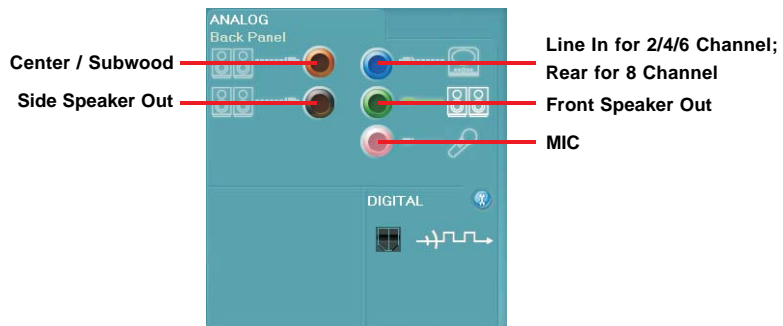 ANALOG
Back Panel
Center / Subwood
Side Speaker Out
Line In for 2/4/6 Channel;
Rear for 8 Channel
Front Speaker Out
MIC
DIGITAL